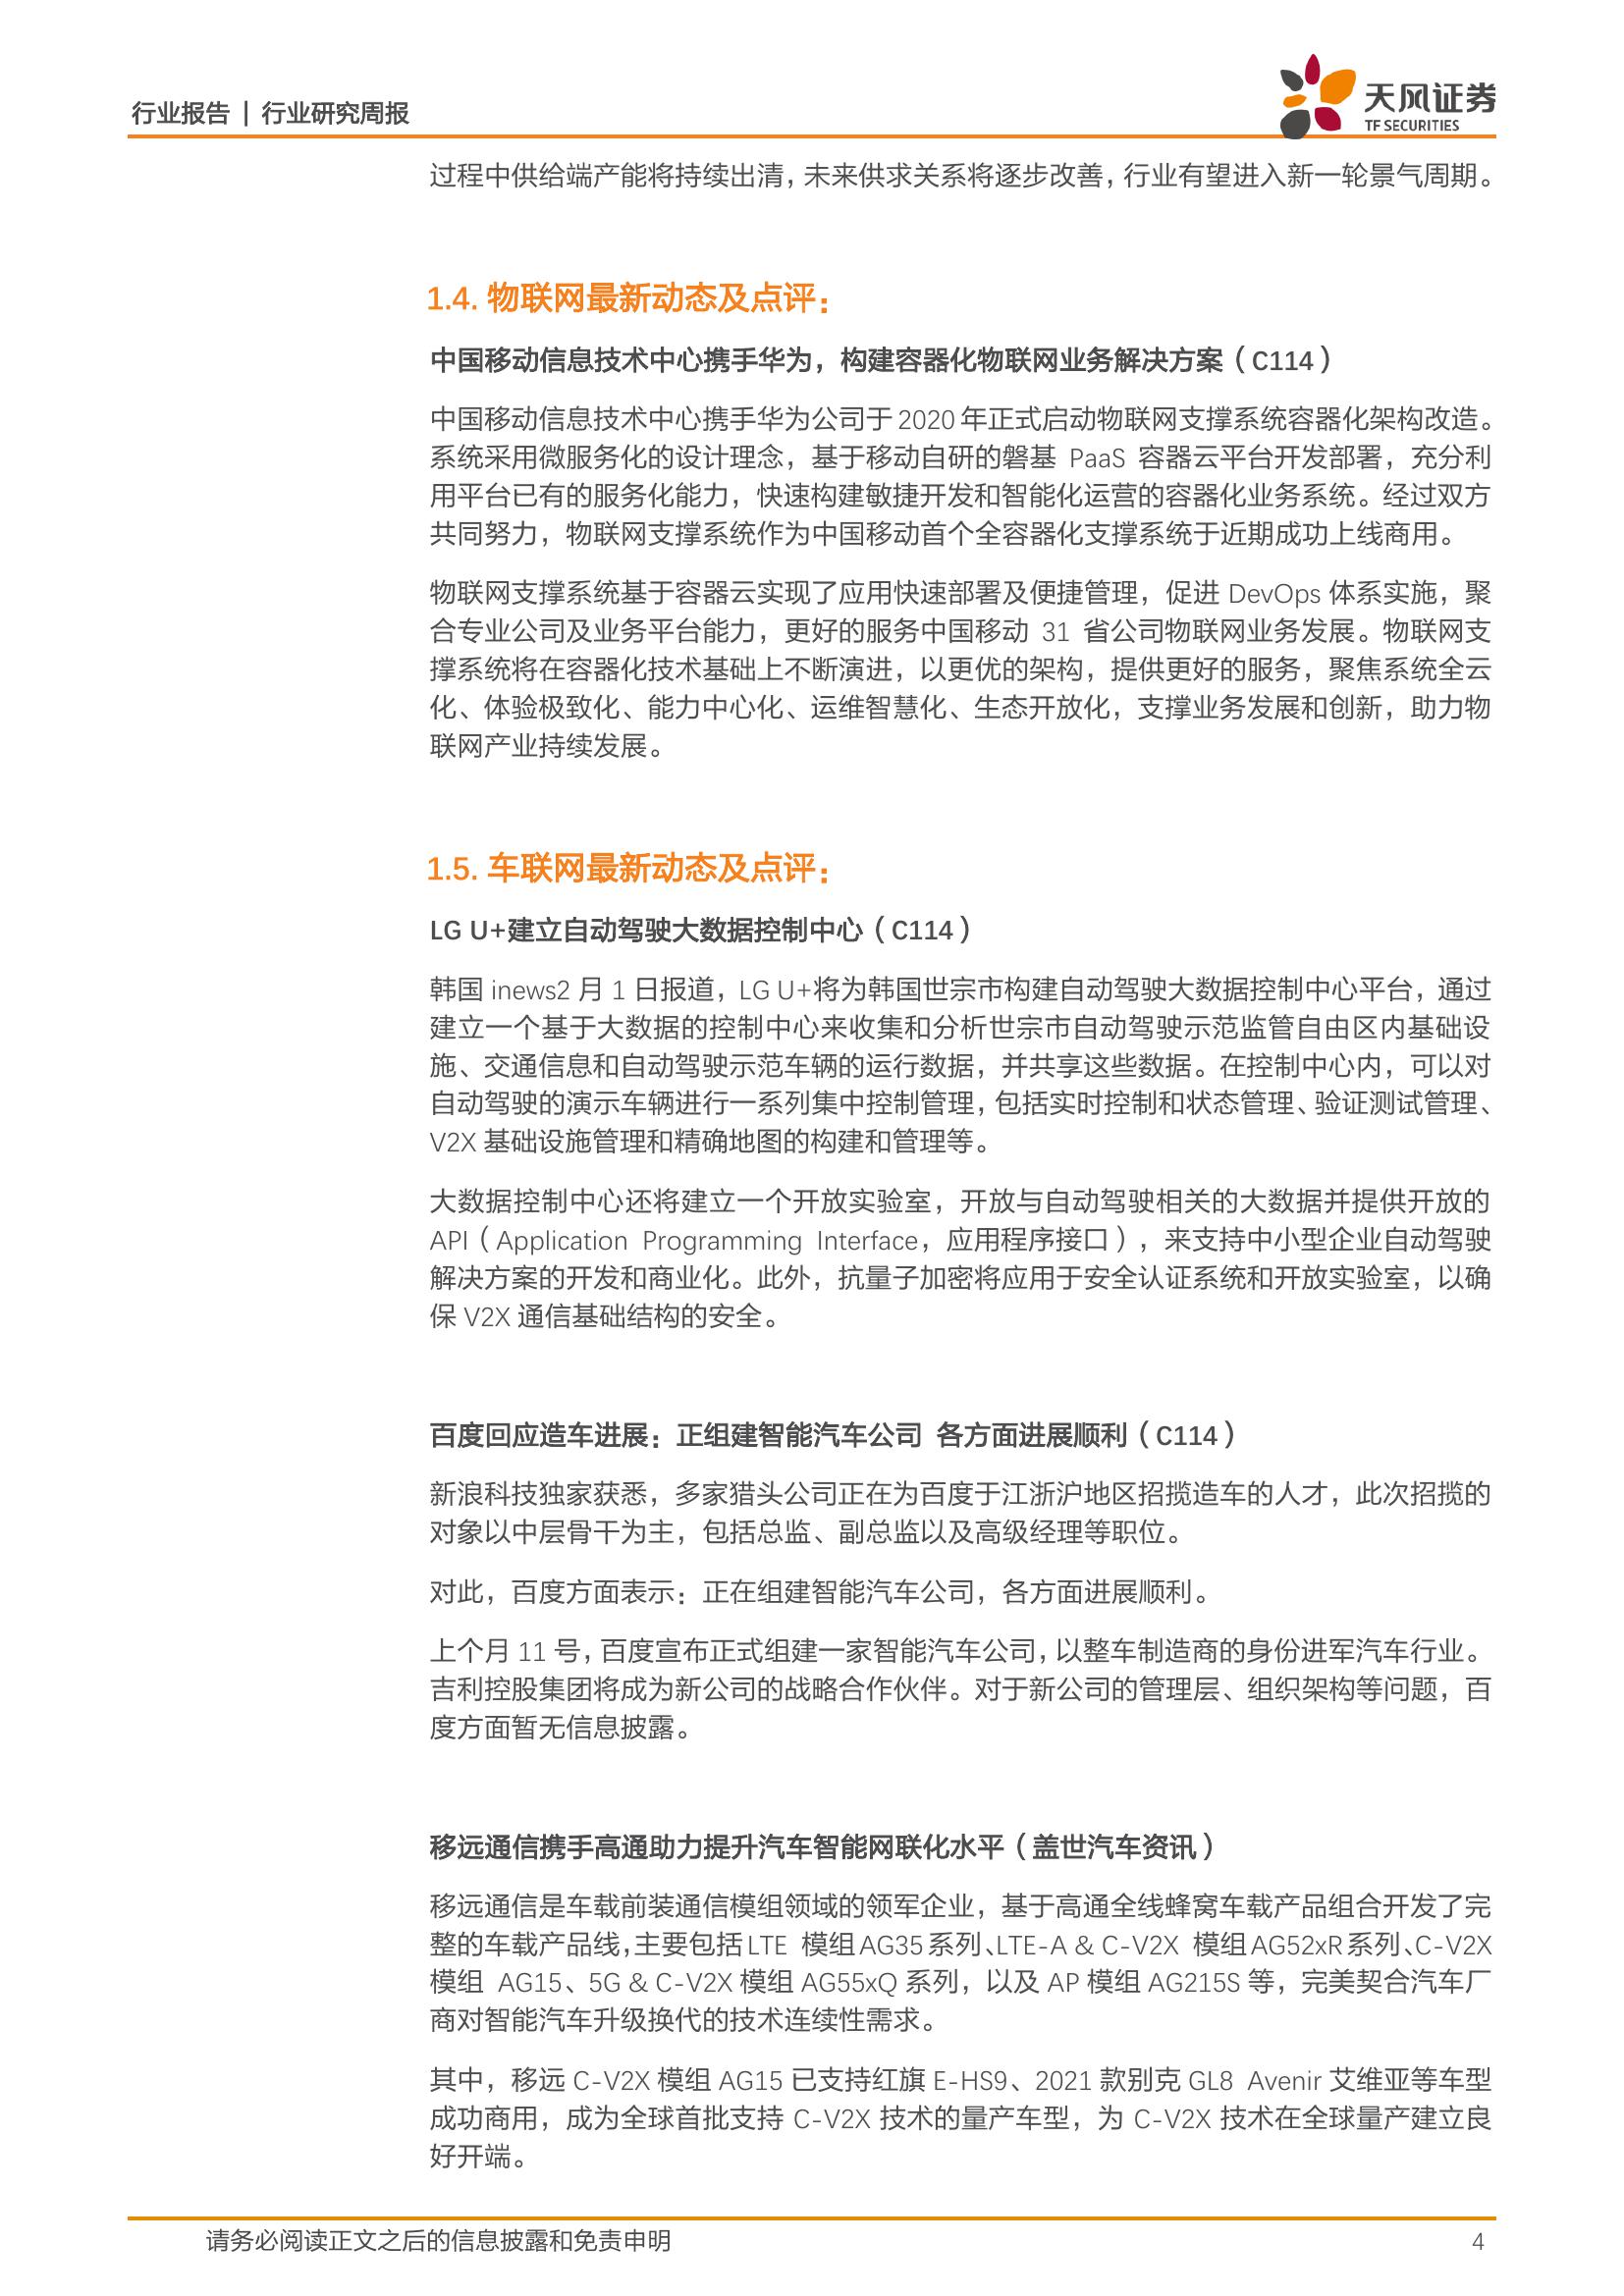 行业报告 | 行业研究周报
天风证券
TF SECURITIES
过程中供给端产能将持续出清，未来供求关系将逐步改善，行业有望进入新一轮景气周期。
1.4. 物联网最新动态及点评：
中国移动信息技术中心携手华为，构建容器化物联网业务解决方案（C114）
中国移动信息技术中心携手华为公司于 2020 年正式启动物联网支撑系统容器化架构改造。
系统采用微服务化的设计理念，基于移动自研的磐基 PaaS 容器云平台开发部署，充分利
用平台已有的服务化能力，快速构建敏捷开发和智能化运营的容器化业务系统。经过双方
共同努力，物联网支撑系统作为中国移动首个全容器化支撑系统于近期成功上线商用。
物联网支撑系统基于容器云实现了应用快速部署及便捷管理，促进 DevOps 体系实施，聚
合专业公司及业务平台能力，更好的服务中国移动 31 省公司物联网业务发展。物联网支
撑系统将在容器化技术基础上不断演进，以更优的架构，提供更好的服务，聚焦系统全云
化、体验极致化、能力中心化、运维智慧化、生态开放化，支撑业务发展和创新，助力物
联网产业持续发展。
1.5. 车联网最新动态及点评：
LG U+建立自动驾驶大数据控制中心（C114）
韩国 inews2 月 1 日报道，LG U+将为韩国世宗市构建自动驾驶大数据控制中心平台，通过
建立一个基于大数据的控制中心来收集和分析世宗市自动驾驶示范监管自由区内基础设
施、交通信息和自动驾驶示范车辆的运行数据，并共享这些数据。在控制中心内，可以对
自动驾驶的演示车辆进行一系列集中控制管理，包括实时控制和状态管理、验证测试管理、
V2X 基础设施管理和精确地图的构建和管理等。
大数据控制中心还将建立一个开放实验室，开放与自动驾驶相关的大数据并提供开放的
API（Application Programming Interface，应用程序接口），来支持中小型企业自动驾驶
解决方案的开发和商业化。此外，抗量子加密将应用于安全认证系统和开放实验室，以确
保 V2X 通信基础结构的安全。
百度回应造车进展：正组建智能汽车公司 各方面进展顺利（C114）
新浪科技独家获悉，多家猎头公司正在为百度于江浙沪地区招揽造车的人才，此次招揽的
对象以中层骨干为主，包括总监、副总监以及高级经理等职位。
对此，百度方面表示：正在组建智能汽车公司，各方面进展顺利。
上个月 11 号，百度宣布正式组建一家智能汽车公司，以整车制造商的身份进军汽车行业。
吉利控股集团将成为新公司的战略合作伙伴。对于新公司的管理层、组织架构等问题，百
度方面暂无信息披露。
移远通信携手高通助力提升汽车智能网联化水平（盖世汽车资讯）
移远通信是车载前装通信模组领域的领军企业，基于高通全线蜂窝车载产品组合开发了完
整的车载产品线，主要包括 LTE 模组 AG35 系列、LTE-A & C-V2X 模组 AG52xR 系列、C-V2X
模组 AG15、5G & C-V2X 模组 AG55xQ 系列，以及 AP 模组 AG215S 等，完美契合汽车厂
商对智能汽车升级换代的技术连续性需求。
其中，移远 C-V2X 模组 AG15 已支持红旗 E-HS9、2021 款别克 GL8 Avenir 艾维亚等车型
成功商用，成为全球首批支持 C-V2X 技术的量产车型，为 C-V2X 技术在全球量产建立良
好开端。
请务必阅读正文之后的信息披露和免责申明 4